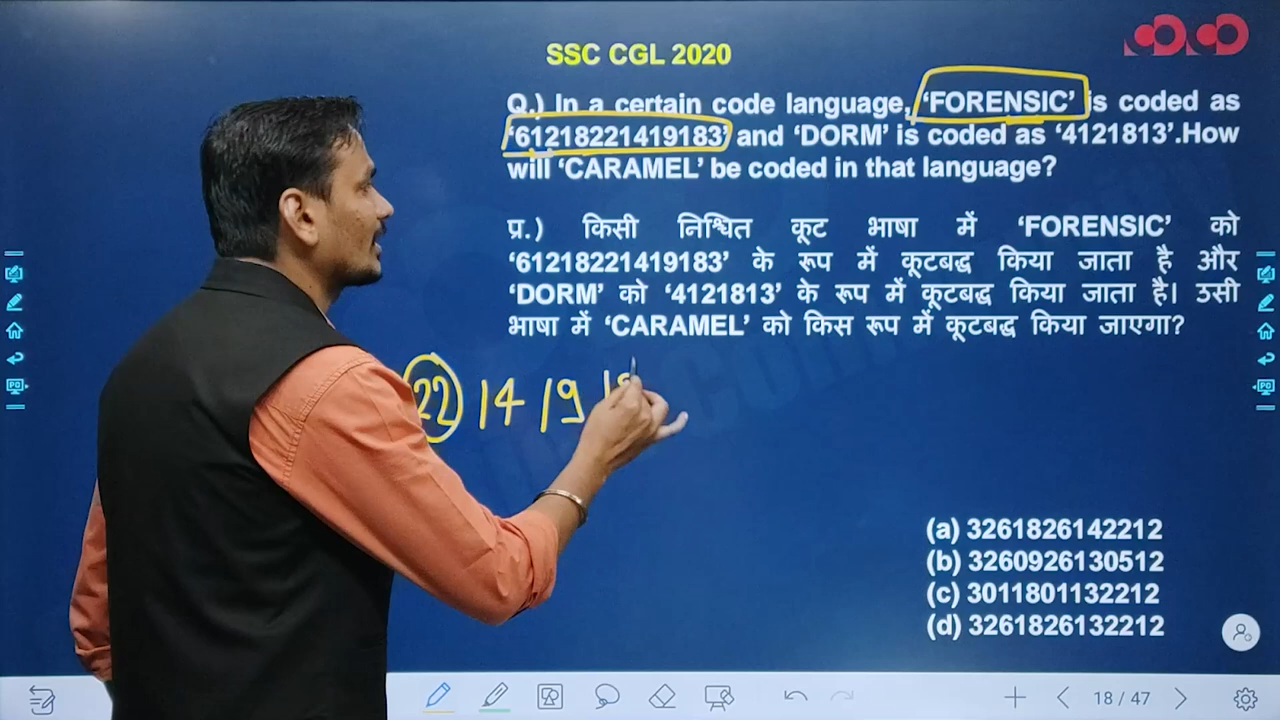 SSC CGL 2020
Q.) In a certain code language, ‘FORENSIC’ is coded as
‘61218221419183’ and ‘DORM’ is coded as ‘4121813’.How
will ‘CARAMEL’ be coded in that language?
प्र.) किसी निश्चित कूट भाषा में ‘FORENSIC’ को
‘61218221419183’ के रूप में कूटबद्ध किया जाता है और
‘DORM’ को ‘4121813’ के रूप में कूटबद्ध किया जाता है। उसी
भाषा में ‘CARAMEL’ को किस रूप में कूटबद्ध किया जाएगा?
22 14 19
(a) 3261826142212
(b) 3260926130512
(c) 3011801132212
(d) 3261826132212
18 / 47